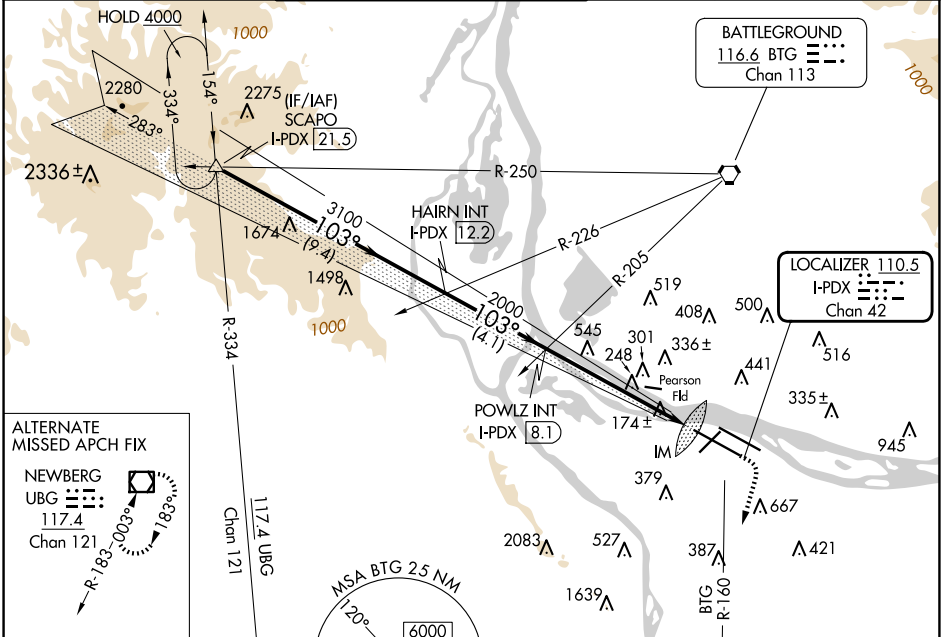 HOLD 4000
1000
BATTLEGROUND
116.6 BTG
Chan 113
1000
2280
334°
154°
2275
(IF/IAF)
SCAPO
I-PDX 21.5
283°
2336 ±
R-250
3100
103°
(9.4)
1674
HAIRN INT
I-PDX 12.2
R-226
R-205
1498
1000
2000
103°
(4.1)
LOCALIZER 110.5
I-PDX
Chan 42
519
408
500
545
301
336 ±
248
516
441
Pearson
Fld
174 ±
335 ±
945
R-334
POWLZ INT
I-PDX 8.1
IM
ALTERNATE
MISSED APCH FIX
NEWBERG
UBG
117.4
Chan 121
R-183
003°
183°
117.4 UBG
Chan 121
379
667
2083
527
387
421
1639
BTG
R-160
MSA BTG 25 NM
120°
6000